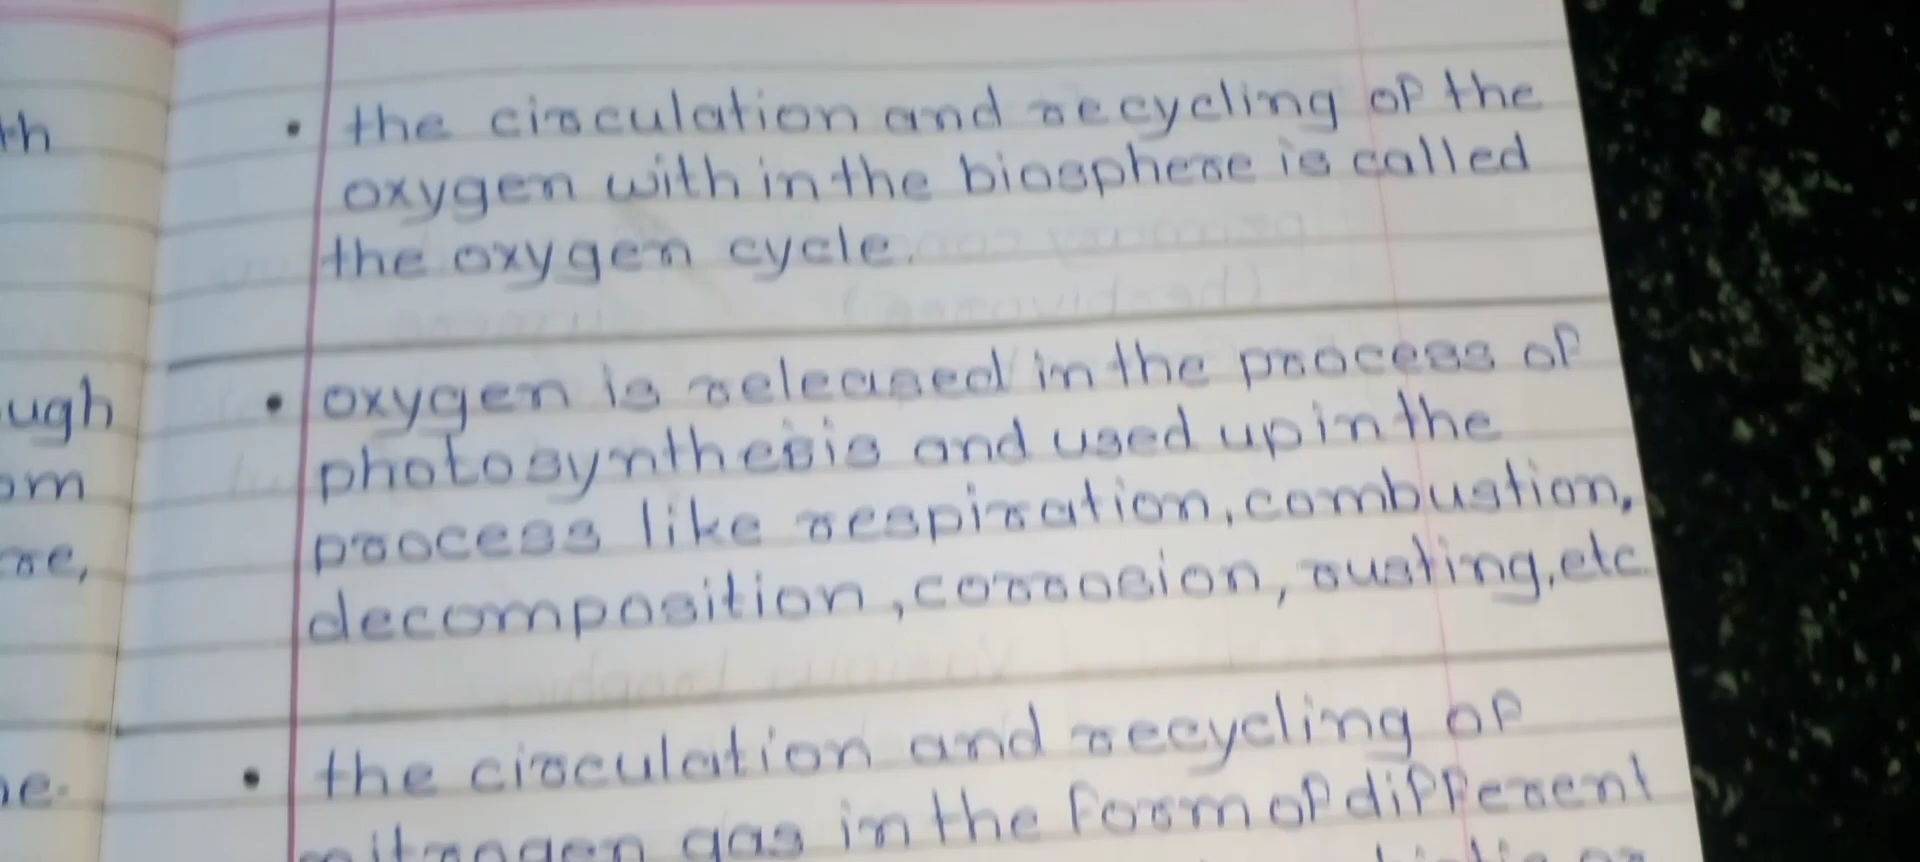 th
• the circulation and recycling of the
oxygen within the biosphere is called
the oxygen cycle.
ugh
• oxygen is released in the process of
om
photosynthesis and used up in the
re,
process like respiration, combustion,
decomposition, corrosion, rusting, etc
e.
• the circulation and recycling of
nitrogen gas in the form of different